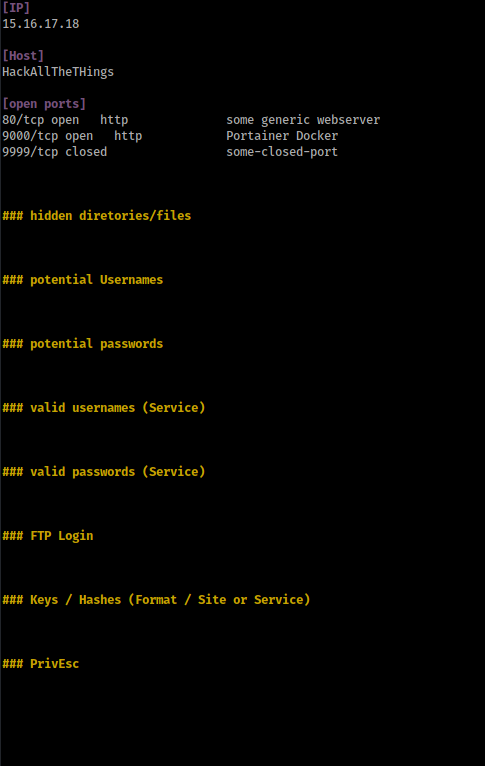 [IP]
15.16.17.18
[Host]
HackAllTheTHings
[open ports]
80/tcp open   http              some generic webserver
9000/tcp open   http            Portainer Docker
9999/tcp closed                 some-closed-port
### hidden diretories/files
### potential Usernames
### potential passwords
### valid usernames (Service)
### valid passwords (Service)
### FTP Login
### Keys / Hashes (Format / Site or Service)
### PrivEsc